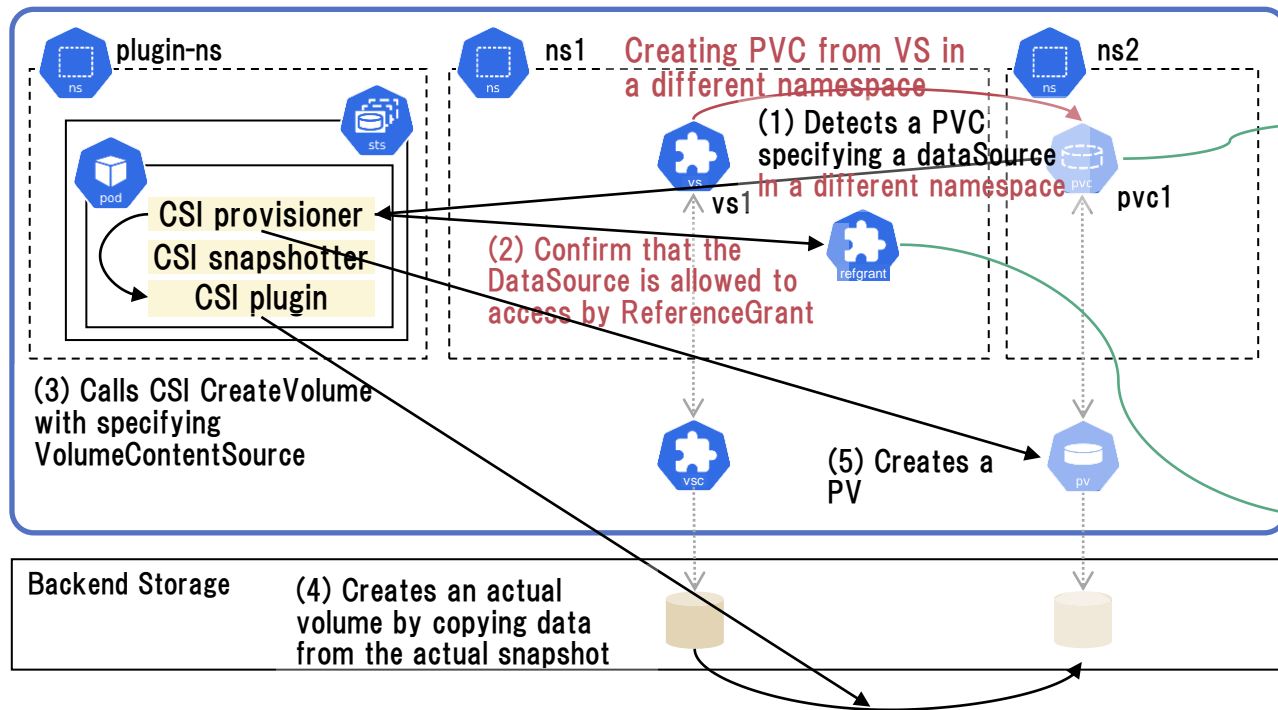 plugin-ns
ns
ns1
ns
Creating PVC from VS in
a different namespace
ns2
ns
sts
pod
CSI provisioner
CSI snapshotter
CSI plugin
vs
vs1
(1) Detects a PVC
specifying a dataSource
In a different namespace
pvc
pvc1
(2) Confirm that the
DataSource is allowed to
access by ReferenceGrant
refgrant
(3) Calls CSI CreateVolume
with specifying
VolumeContentSource
vsc
(5) Creates a
PV
pv
Backend Storage
(4) Creates an actual
volume by copying data
from the actual snapshot